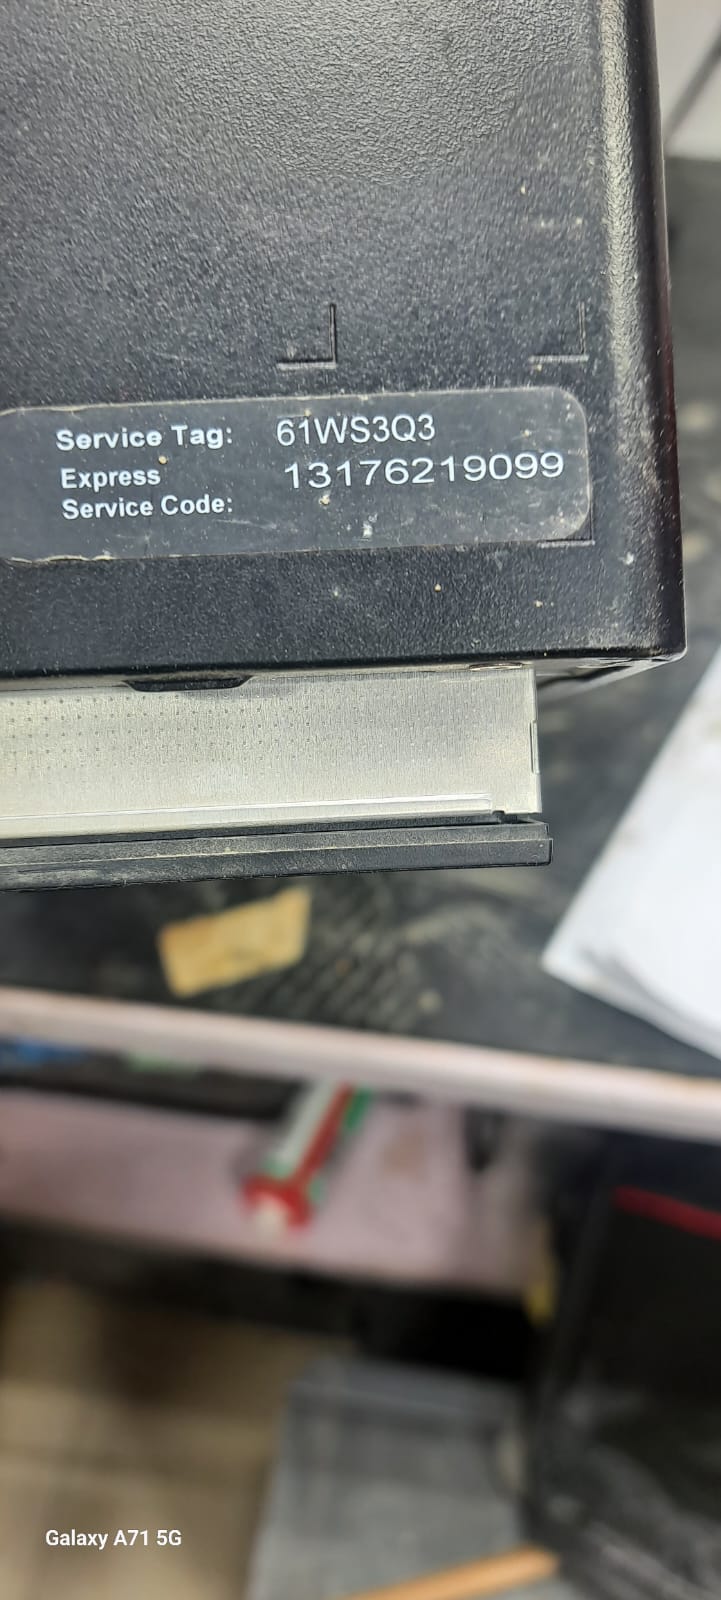 Service Tag: 61WS3Q3
Express 13176219099
Service Code:
Galaxy A71 5G